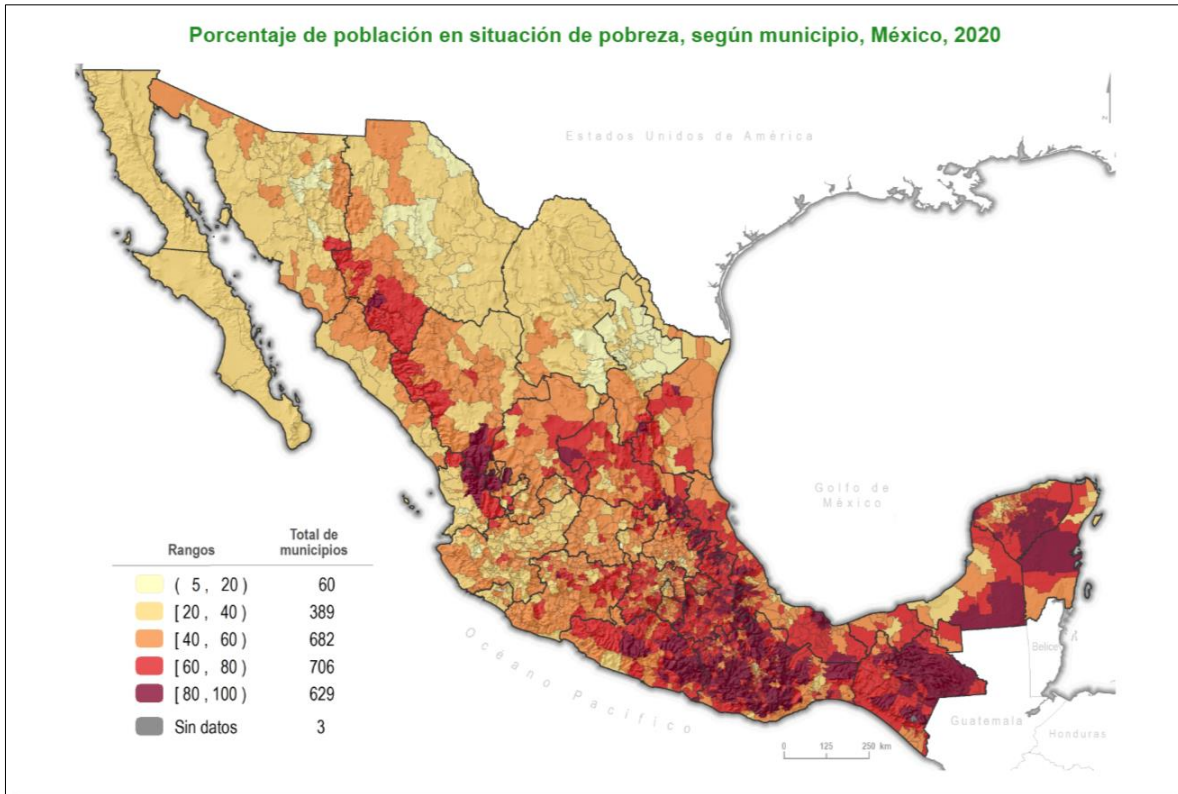 Porcentaje de población en situación de pobreza, según municipio, México, 2020
Estados Unidos de América
Golfo de
México
Rangos Total de municipios
( 5 , 20) 60
[20 , 40) 389
[40 , 60) 682
[60 , 80) 706
[80 , 100) 629
Sin datos 3
Océano Pacífico
Belice
Guatemala
Honduras
0 125 250 km